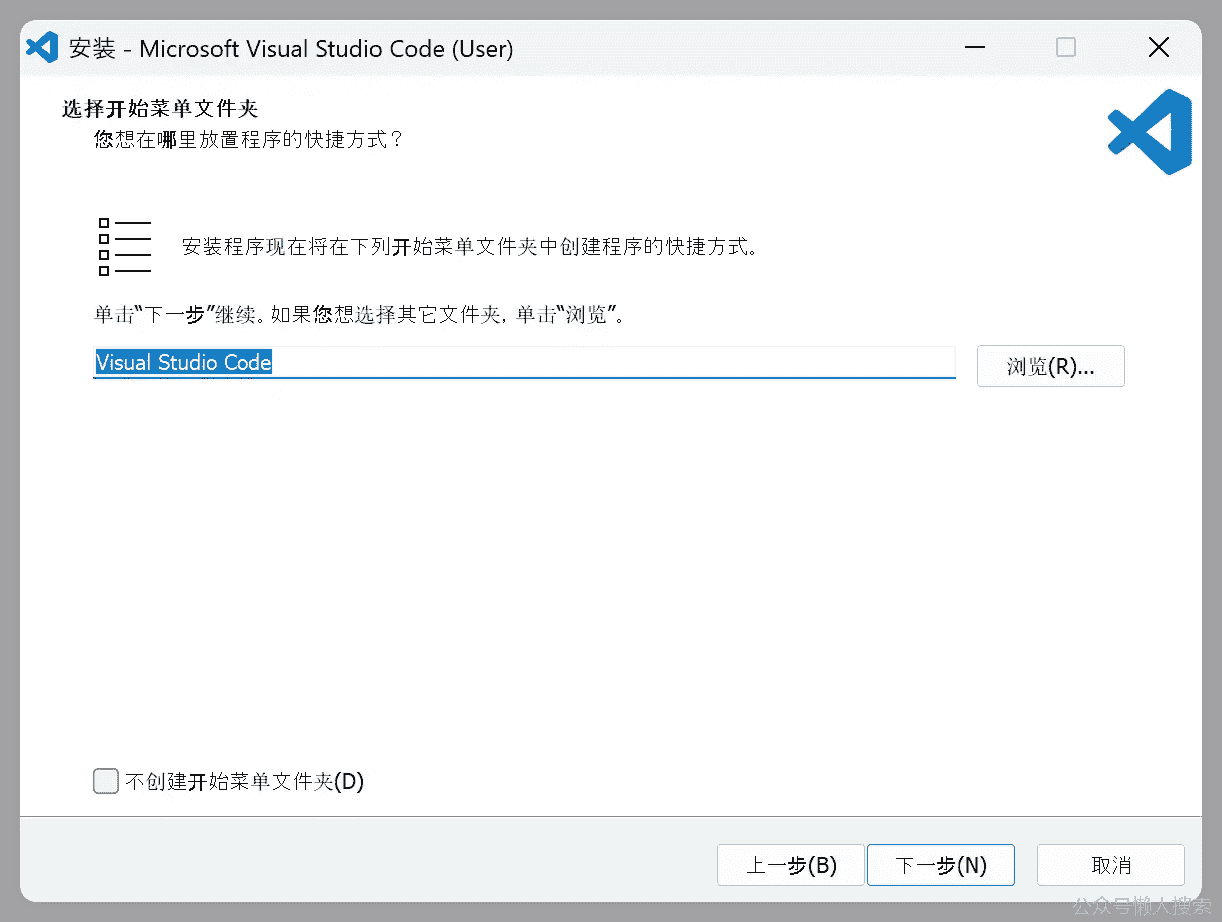 安装 - Microsoft Visual Studio Code (User)
选择开始菜单文件夹
您想在哪里放置程序的快捷方式？
安装程序现在将在下列开始菜单文件夹中创建程序的快捷方式。
单击“下一步”继续。如果您想选择其它文件夹, 单击“浏览”。
Visual Studio Code
浏览(R)...
不创建开始菜单文件夹(D)
上一步(B)
下一步(N)
取消
公众号懒人搜索